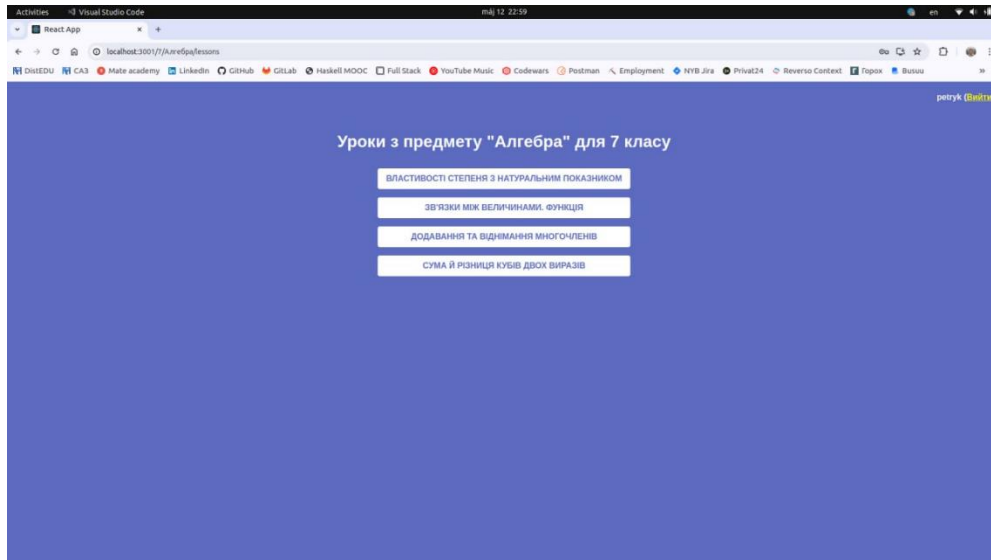 Activities Visual Studio Code máj 12 22:59 en
React App
localhost:3001/7/Алгебра/lessons
DistEDU CA3 Mate academy Linkedin GitHub GitLab Haskell MOOC Full Stack YouTube Music Codewars Postman Employment NYB Jira Privat24 Reverso Context Горох Busuu »
petryk (Вийти
Уроки з предмету "Алгебра" для 7 класу
ВЛАСТИВОСТІ СТЕПЕНЯ З НАТУРАЛЬНИМ ПОКАЗНИКОМ
ЗВ'ЯЗКИ МІЖ ВЕЛИЧИНАМИ. ФУНКЦІЯ
ДОДАВАННЯ ТА ВІДНІМАННЯ МНОГОЧЛЕНІВ
СУМА Й РІЗНИЦЯ КУБІВ ДВОХ ВИРАЗІВ